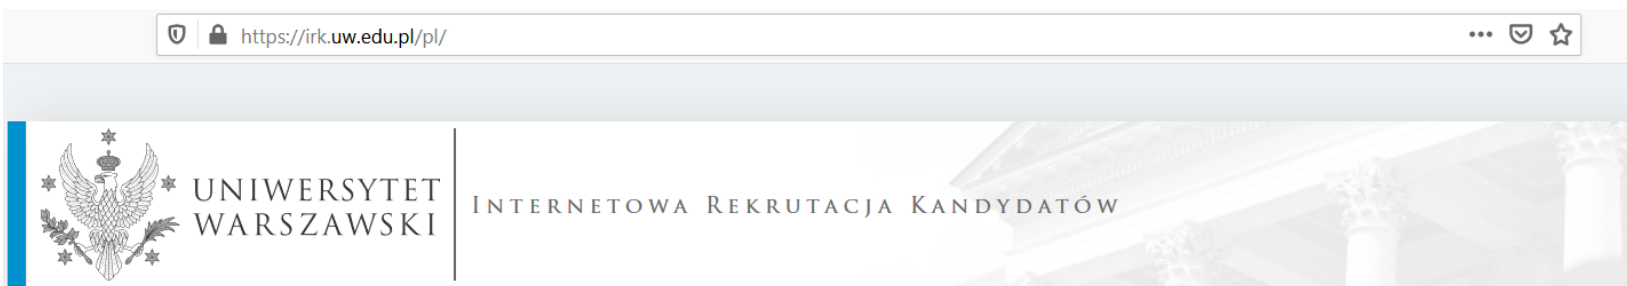 https://irk.uw.edu.pl/pl/
UNIWERSYTET
WARSZAWSKI
INTERNETOWA REKRUTACJA KANDYDATÓW